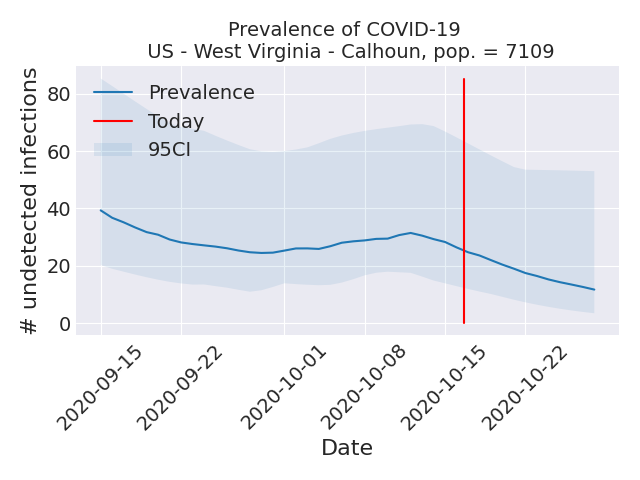 Prevalence of COVID-19
US - West Virginia - Calhoun, pop. = 7109
# undetected infections
80
60
40
20
0
Prevalence
Today
95CI
2020-09-15
2020-09-22
2020-10-01
2020-10-08
2020-10-15
2020-10-22
Date